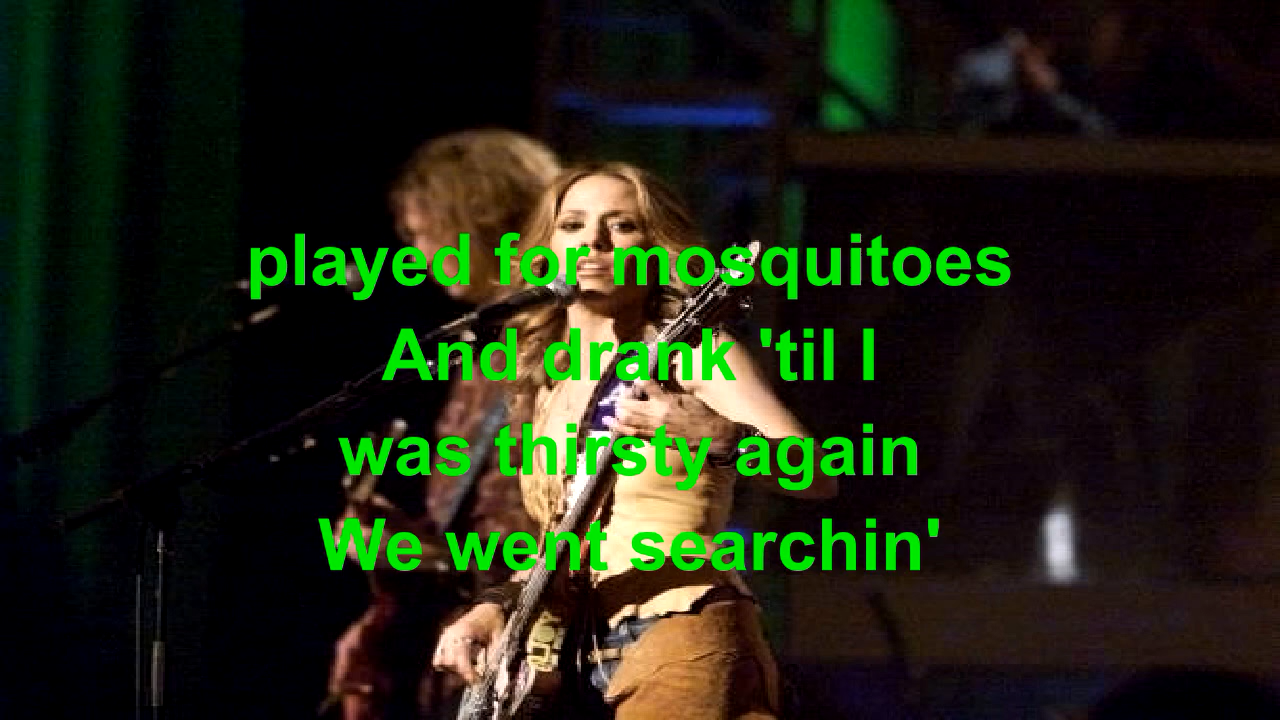 played for mosquitoes
And drank 'til I
was thirsty again
We went searchin'